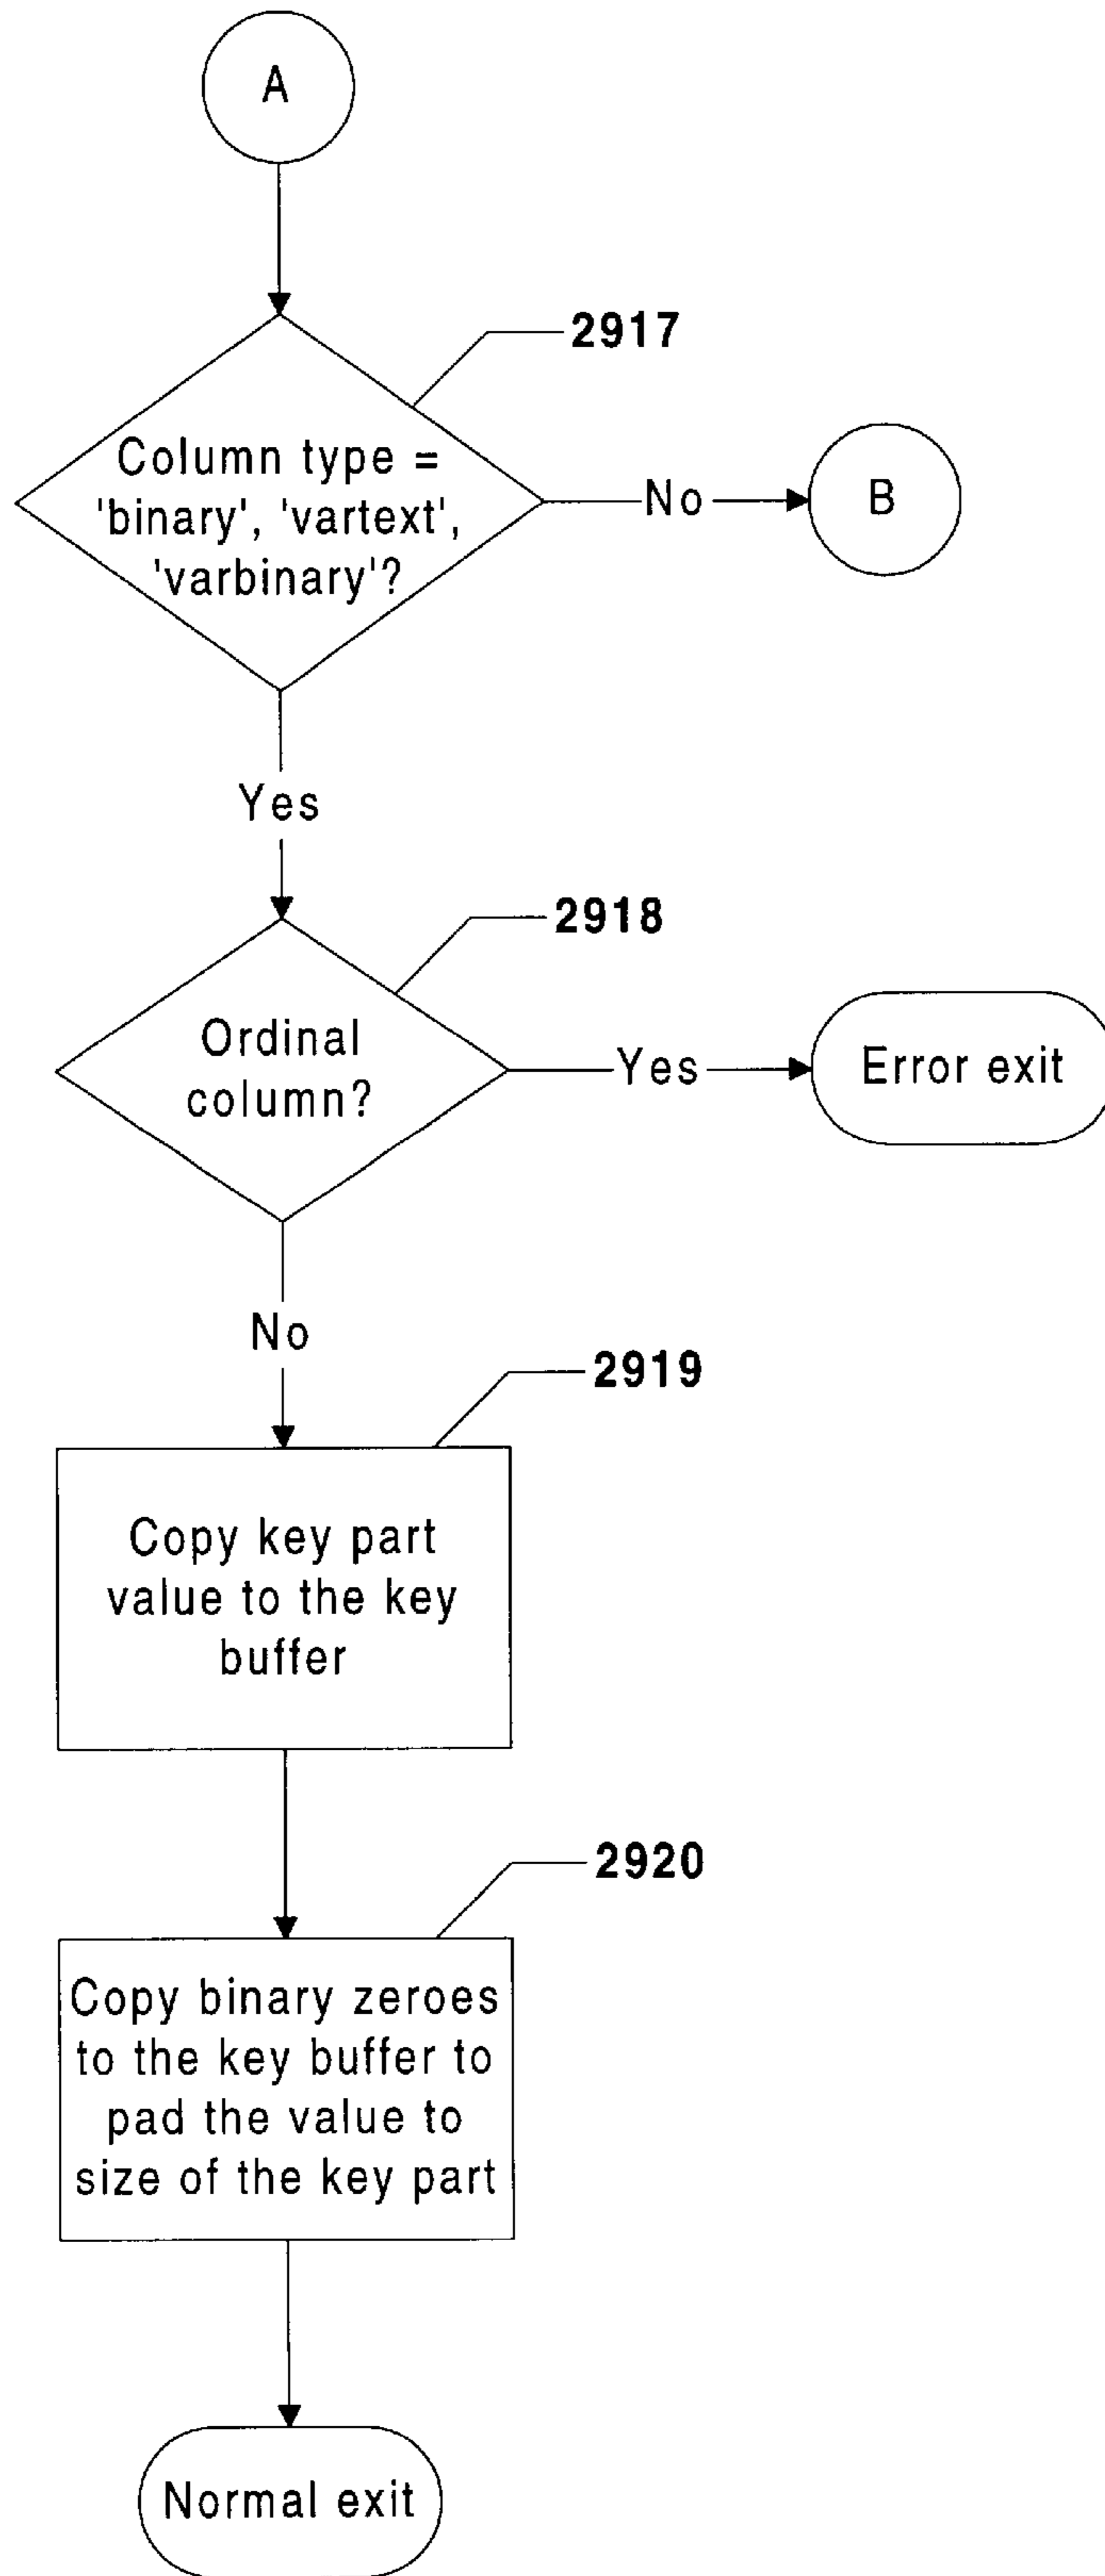 A
2917
Column type =
'binary', 'vartext',
'varbinary'?
No
B
Yes
2918
Ordinal
column?
Yes
Error exit
No
2919
Copy key part
value to the key
buffer
2920
Copy binary zeroes
to the key buffer to
pad the value to
size of the key part
Normal exit